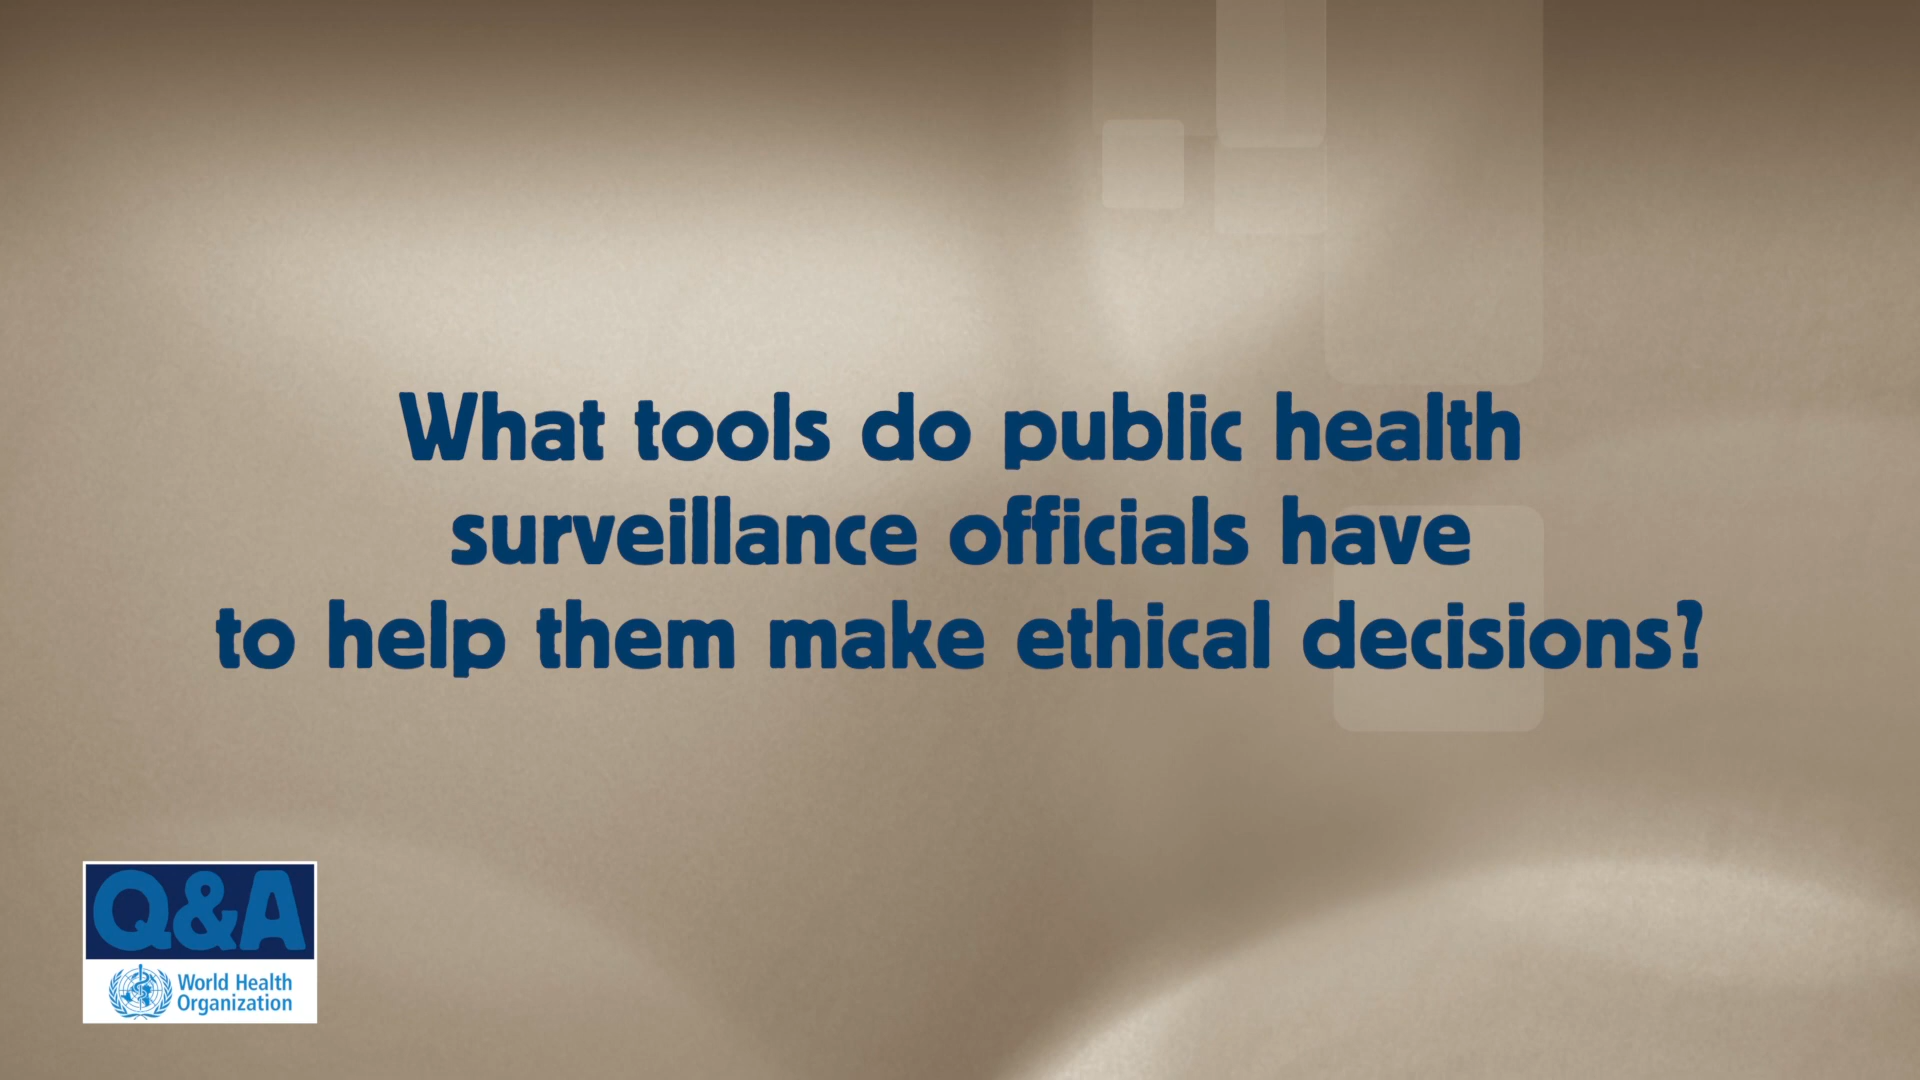 What tools do public health
surveillance officials have
to help them make ethical decisions?
Q&A
World Health
Organization